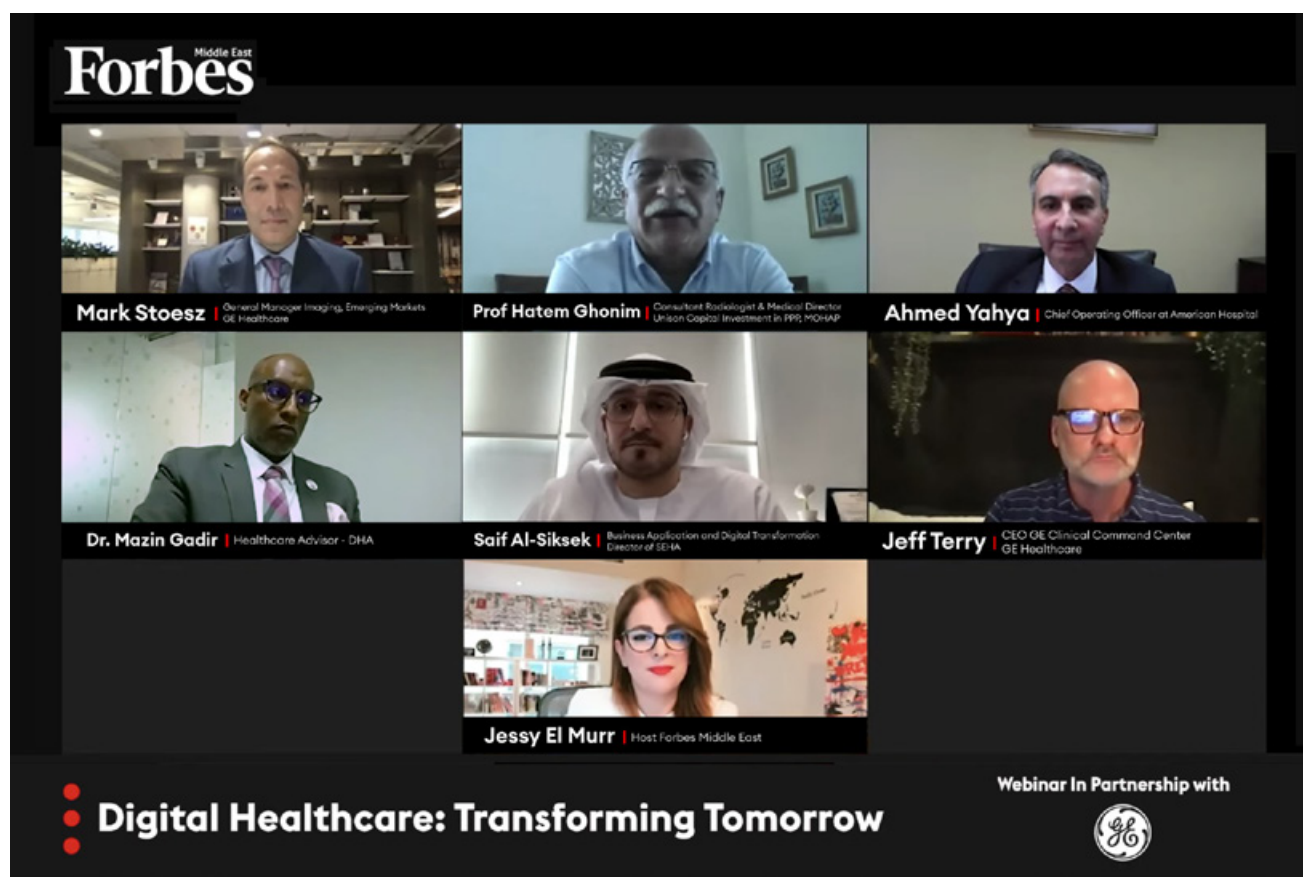 Middle East
Forbes
Mark Stoesz | General Manager Imaging, Emerging Markets
GE Healthcare
Prof Hatem Ghonim | Consultant Radiologist & Medical Director
Unison Capital Investment in PPP, MOHAP
Ahmed Yahya | Chief Operating Officer at American Hospital
Dr. Mazin Gadir | Healthcare Advisor - DHA
Saif Al-Siksek | Business Application and Digital Transformation
Director of SEHA
Jeff Terry | CEO GE Clinical Command Center
GE Healthcare
Jessy El Murr | Host Forbes Middle East
Digital Healthcare: Transforming Tomorrow
Webinar In Partnership with
GE